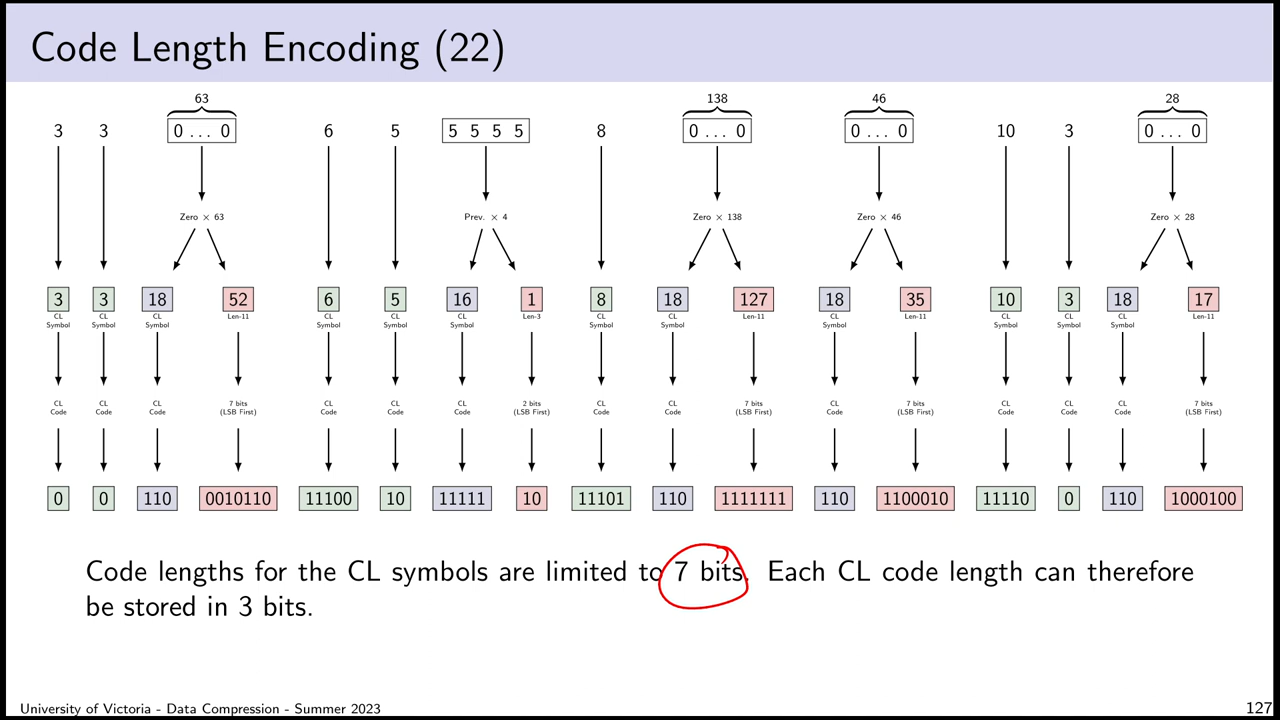 Code Length Encoding (22)
63 138 46 28
3 3 0 … 0 6 5 5 5 5 5 8 0 … 0 0 … 0 10 3 0 … 0
Zero × 63 Prev. × 4 Zero × 138 Zero × 46 Zero × 28
3 3 18 52 6 5 16 1 8 18 127 18 35 10 3 18 17
CL CL CL Len-11 CL CL CL Len-3 CL CL Len-11 CL Len-11 CL CL CL Len-11
Symbol Symbol Symbol Symbol Symbol Symbol Symbol Symbol Symbol Symbol Symbol Symbol
CL CL CL 7 bits CL CL CL 2 bits CL CL 7 bits CL 7 bits CL CL CL 7 bits
Code Code Code (LSB First) Code Code Code (LSB First) Code Code (LSB First) Code (LSB First) Code Code Code (LSB First)
0 0 110 0010110 11100 10 11111 10 11101 110 1111111 110 1100010 11110 0 110 1000100
Code lengths for the CL symbols are limited to 7 bits. Each CL code length can therefore
be stored in 3 bits.
University of Victoria - Data Compression - Summer 2023 127